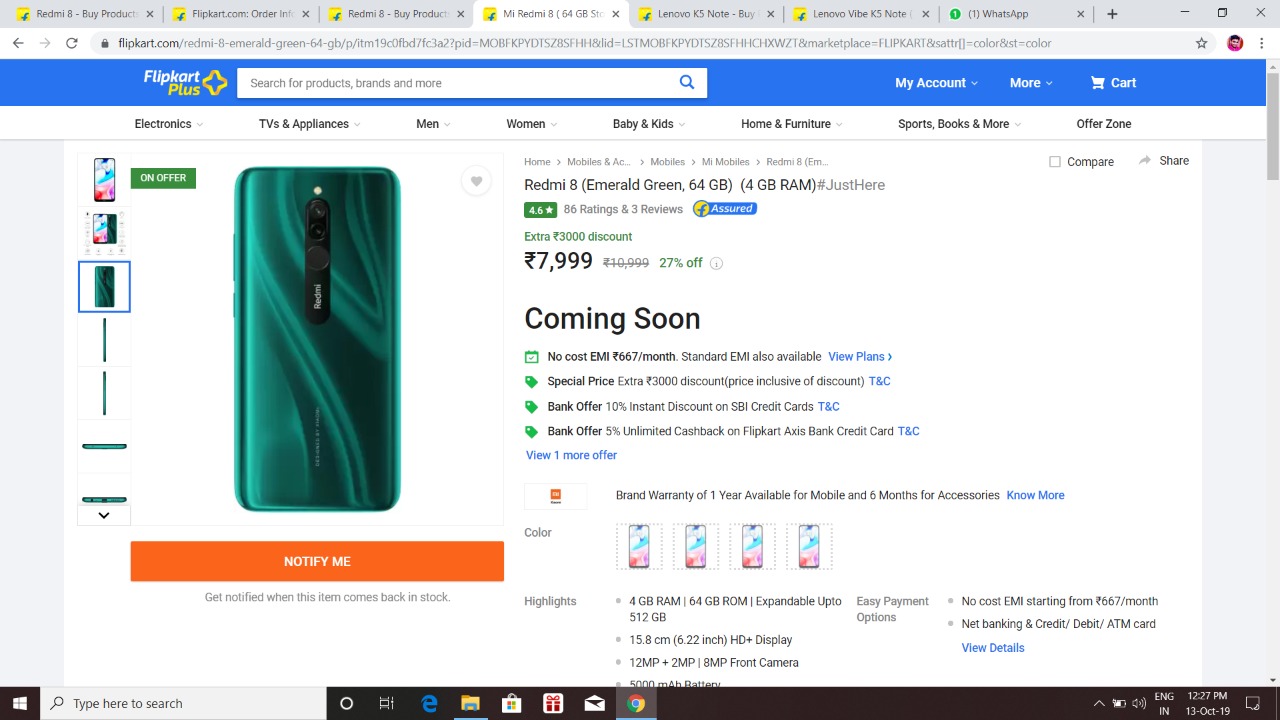 Redmi 8 - Buy Product
Flipkart.com: Order Infe
Redmi 8 - Buy Products
Redmi 8 - Buy Product
Mi Redmi 8 ( 64 GB Sto
Lenovo K5 Note - Buy
Lenovo Vibe K5 Note (
(1) WhatsApp
flipkart.com/redmi-8-emerald-green-64-gb/p/itm19c0fbd7fc3a2?pid=MOBFKPYDTSZ8SFHH&lid=LSTMOBFKPYDTSZ8SFHHCHXWZT&marketplace=FLIPKART&sattr[]=color&st=color
Flipkart
Plus
Search for products, brands and more
My Account
More
Cart
Electronics
TVs & Appliances
Men
Women
Baby & Kids
Home & Furniture
Sports, Books & More
Offer Zone
Home > Mobiles & Ac... > Mobiles > Mi Mobiles > Redmi 8 (Em...
Compare
Share
ON OFFER
Redmi
DESIGNED BY XIAOMI
Redmi 8 (Emerald Green, 64 GB) (4 GB RAM)#JustHere
4.6 ★ 86 Ratings & 3 Reviews
Assured
Extra ₹3000 discount
₹7,999 ₹10,999 27% off
Coming Soon
No cost EMI ₹667/month. Standard EMI also available View Plans ›
Special Price Extra ₹3000 discount(price inclusive of discount) T&C
Bank Offer 10% Instant Discount on SBI Credit Cards T&C
Bank Offer 5% Unlimited Cashback on Flipkart Axis Bank Credit Card T&C
View 1 more offer
Brand Warranty of 1 Year Available for Mobile and 6 Months for Accessories Know More
Color
NOTIFY ME
Get notified when this item comes back in stock.
Highlights
4 GB RAM | 64 GB ROM | Expandable Upto
512 GB
15.8 cm (6.22 inch) HD+ Display
12MP + 2MP | 8MP Front Camera
5000 mAh Battery
Easy Payment
Options
No cost EMI starting from ₹667/month
Net banking & Credit/ Debit/ ATM card
View Details
Type here to search
ENG
IN
12:27 PM
13-Oct-19